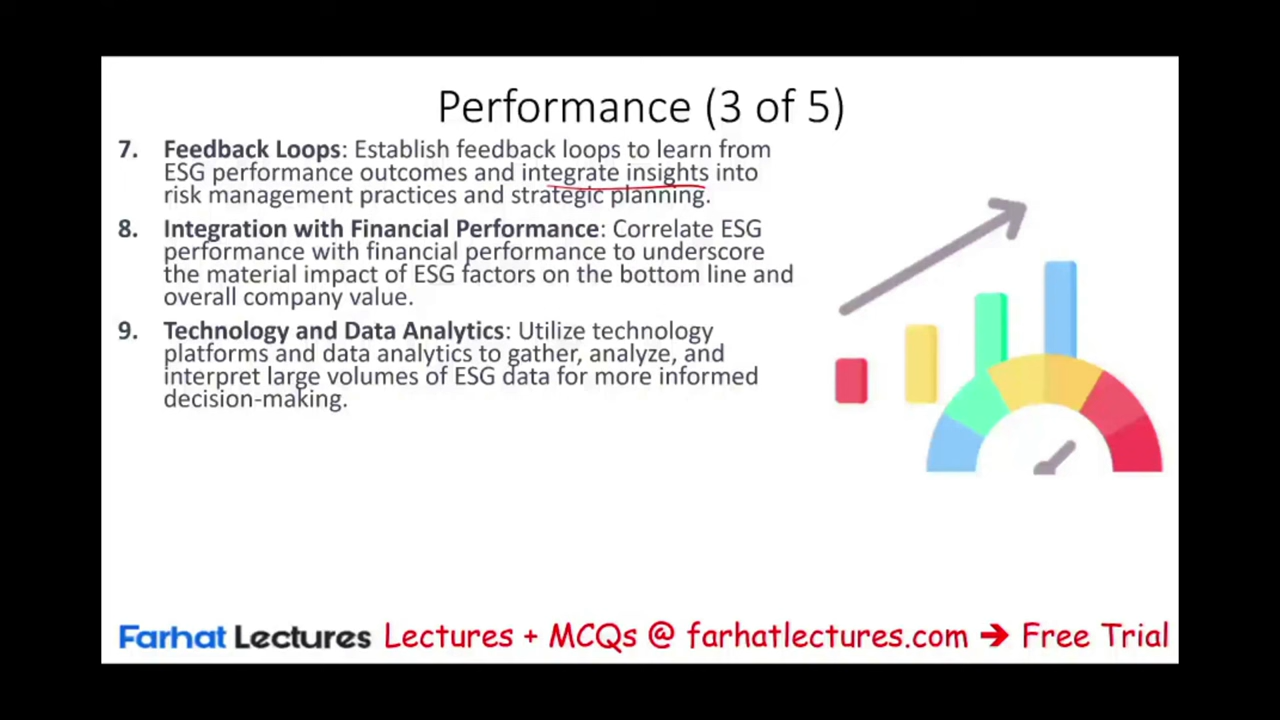 Performance (3 of 5)
7. Feedback Loops: Establish feedback loops to learn from
ESG performance outcomes and integrate insights into
risk management practices and strategic planning.
8. Integration with Financial Performance: Correlate ESG
performance with financial performance to underscore
the material impact of ESG factors on the bottom line and
overall company value.
9. Technology and Data Analytics: Utilize technology
platforms and data analytics to gather, analyze, and
interpret large volumes of ESG data for more informed
decision-making.
Farhat Lectures Lectures + MCQs @ farhatlectures.com → Free Trial